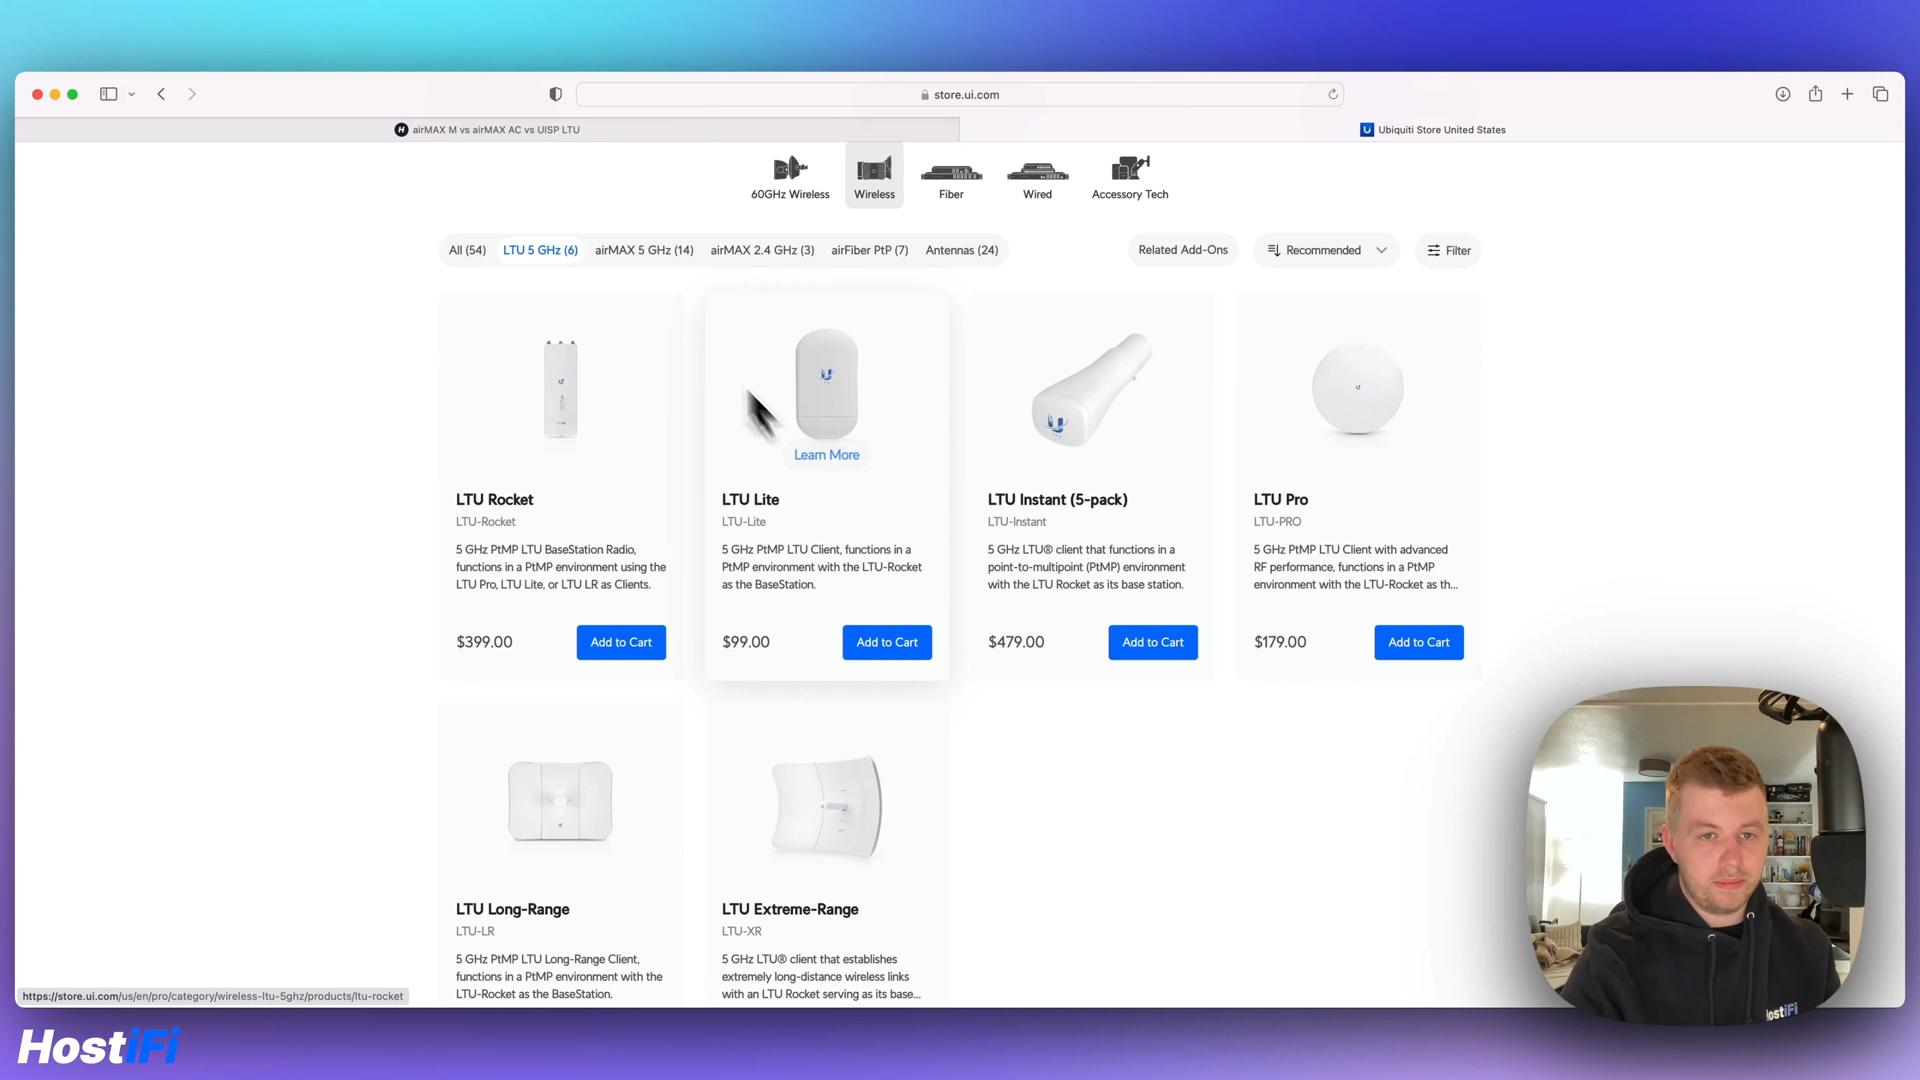 store.ui.com
airMAX M vs airMAX AC vs UISP LTU
Ubiquiti Store United States
60GHz Wireless
Wireless
Fiber
Wired
Accessory Tech
All (54)
LTU 5 GHz (6)
airMAX 5 GHz (14)
airMAX 2.4 GHz (3)
airFiber PtP (7)
Antennas (24)
Related Add-Ons
Recommended
Filter
Learn More
LTU Rocket
LTU-Rocket
5 GHz PtMP LTU BaseStation Radio,
functions in a PtMP environment using the
LTU Pro, LTU Lite, or LTU LR as Clients.
$399.00
Add to Cart
LTU Lite
LTU-Lite
5 GHz PtMP LTU Client, functions in a
PtMP environment with the LTU-Rocket
as the BaseStation.
$99.00
Add to Cart
LTU Instant (5-pack)
LTU-Instant
5 GHz LTU® client that functions in a
point-to-multipoint (PtMP) environment
with the LTU Rocket as its base station.
$479.00
Add to Cart
LTU Pro
LTU-PRO
5 GHz PtMP LTU Client with advanced
RF performance, functions in a PtMP
environment with the LTU-Rocket as th...
$179.00
Add to Cart
LTU Long-Range
LTU-LR
5 GHz PtMP LTU Long-Range Client,
functions in a PtMP environment with the
LTU-Rocket as the BaseStation.
LTU Extreme-Range
LTU-XR
5 GHz LTU® client that establishes
extremely long-distance wireless links
with an LTU Rocket serving as its base...
https://store.ui.com/us/en/pro/category/wireless-ltu-5ghz/products/ltu-rocket
HostiFi
HostiFi